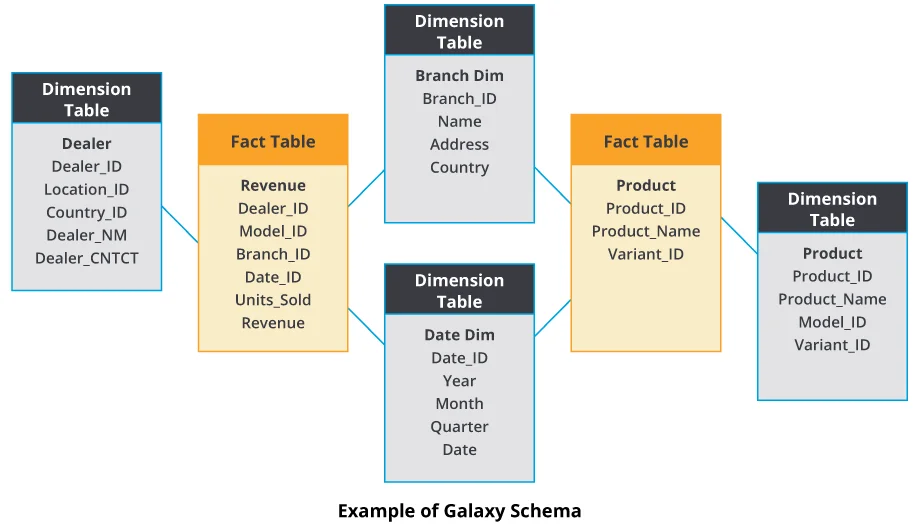 Dimension
Table
Dealer
Dealer_ID
Location_ID
Country_ID
Dealer_NM
Dealer_CNTCT
Fact Table
Revenue
Dealer_ID
Model_ID
Branch_ID
Date_ID
Units_Sold
Revenue
Dimension
Table
Branch Dim
Branch_ID
Name
Address
Country
Dimension
Table
Date Dim
Date_ID
Year
Month
Quarter
Date
Fact Table
Product
Product_ID
Product_Name
Variant_ID
Dimension
Table
Product
Product_ID
Product_Name
Model_ID
Variant_ID
Example of Galaxy Schema